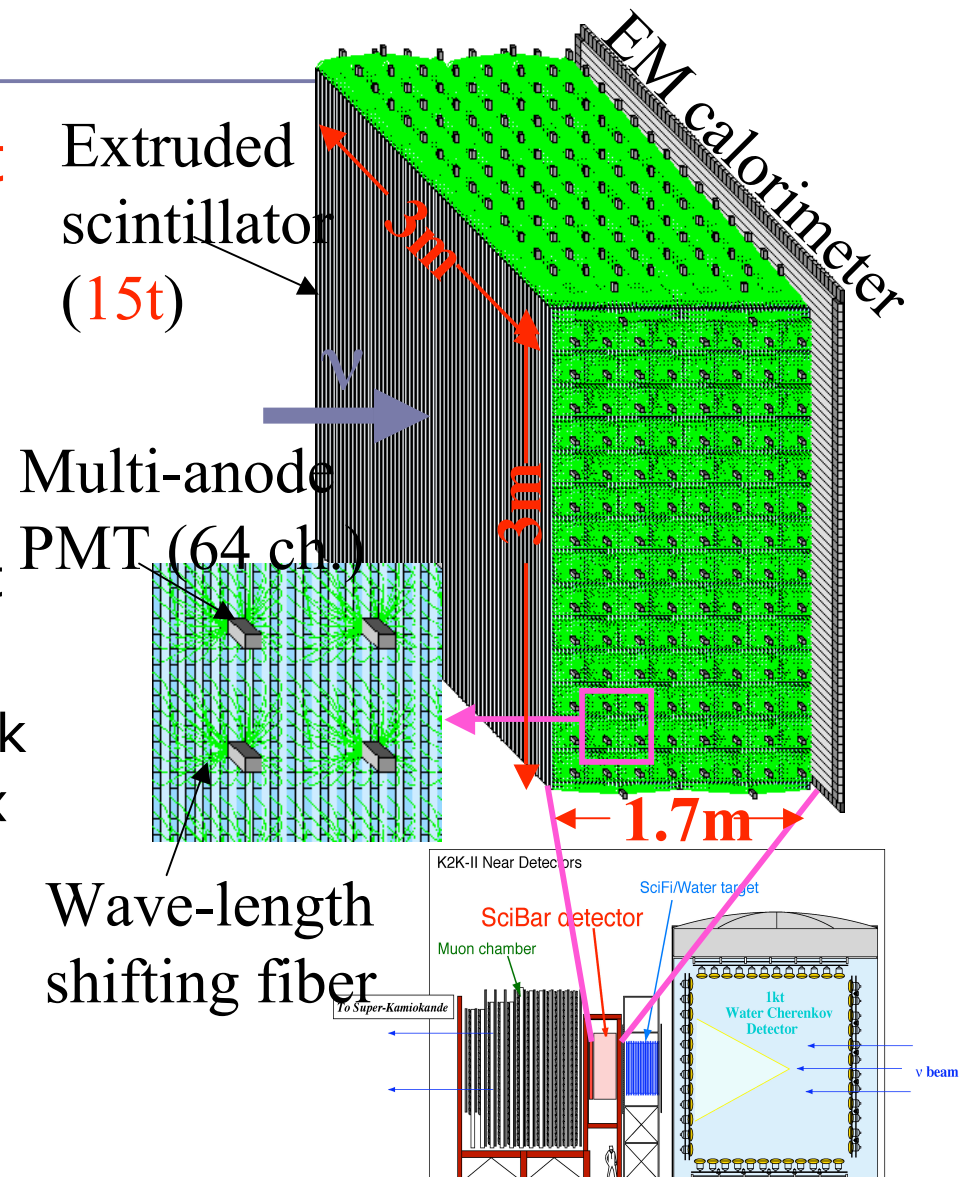 EM calorimeter
Extruded
scintillator
(15t)
3m
ν
Multi-anode
PMT (64 ch.)
3m
1.7m
Wave-length
shifting fiber
K2K-II Near Detectors
SciFi/Water target
SciBar detector
Muon chamber
To Super-Kamiokande
1kt
Water Cherenkov
Detector
ν beam